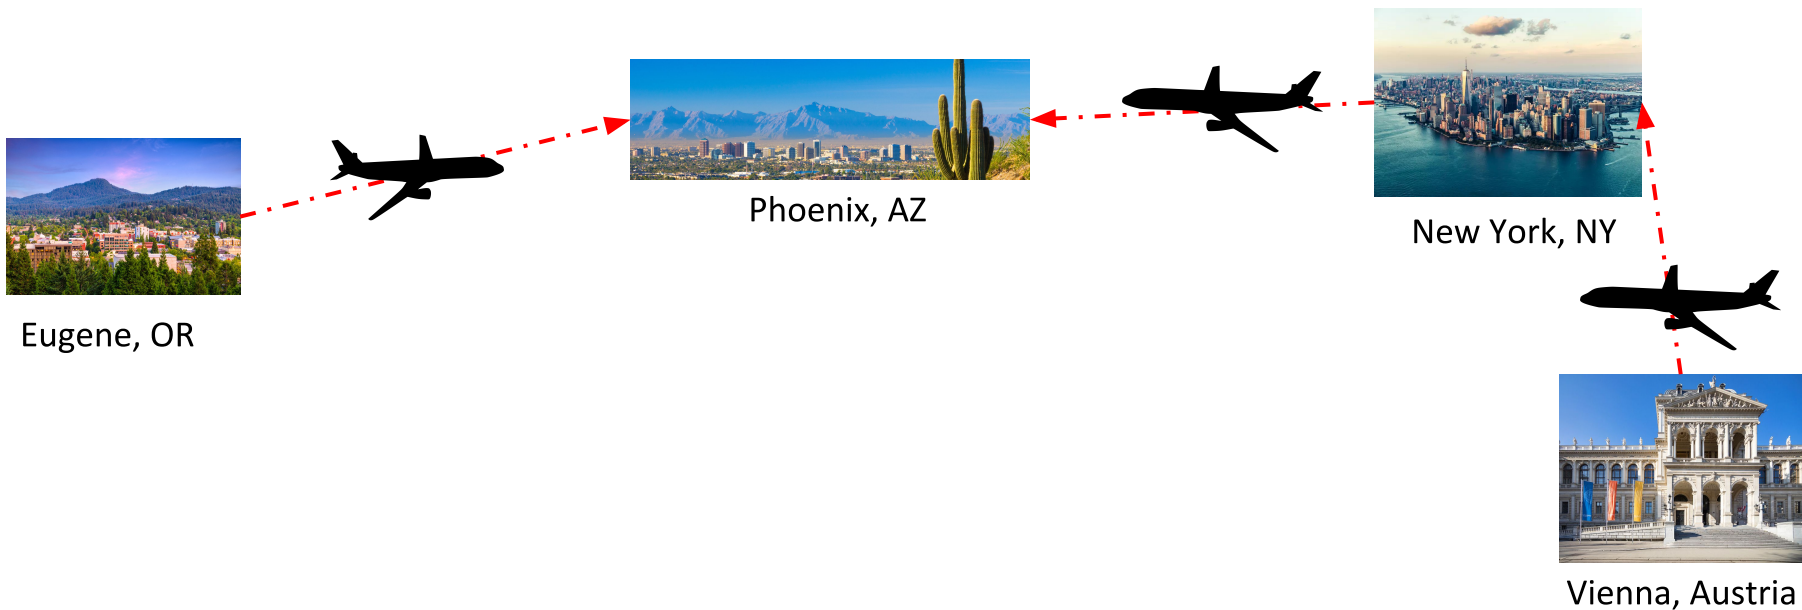 Phoenix, AZ
New York, NY
Eugene, OR
Vienna, Austria